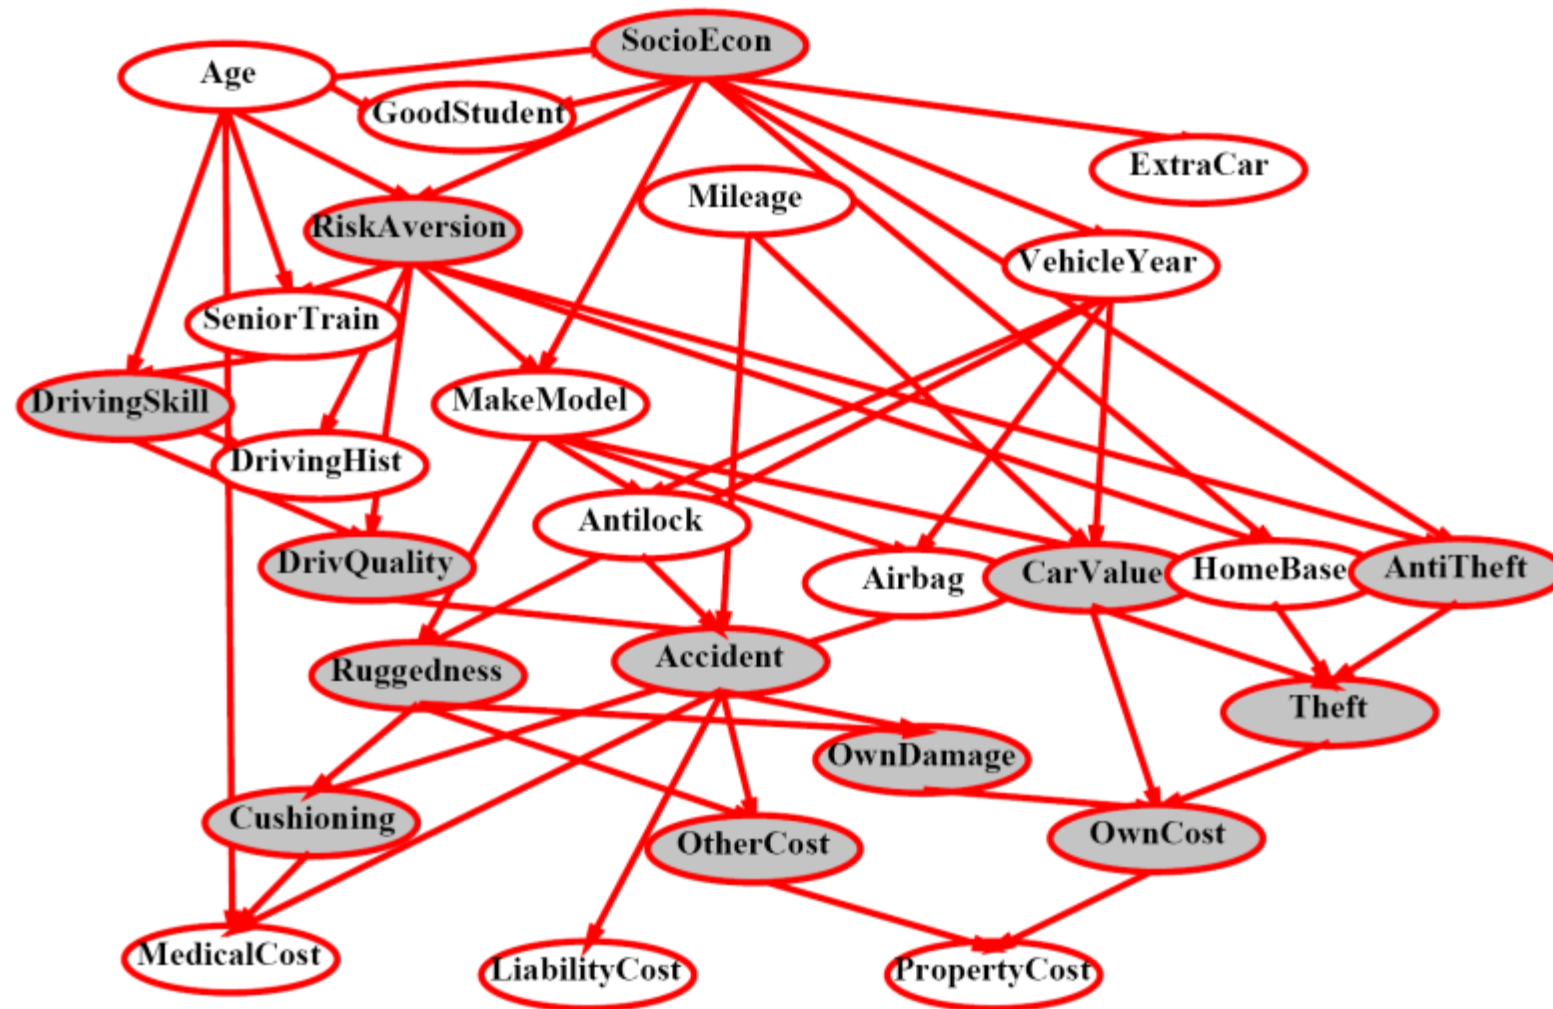 SocioEcon
Age
GoodStudent
ExtraCar
Mileage
RiskAversion
VehicleYear
SeniorTrain
DrivingSkill
MakeModel
DrivingHist
Antilock
DrivQuality
Airbag
CarValue
HomeBase
AntiTheft
Ruggedness
Accident
Theft
OwnDamage
Cushioning
OtherCost
OwnCost
MedicalCost
LiabilityCost
PropertyCost